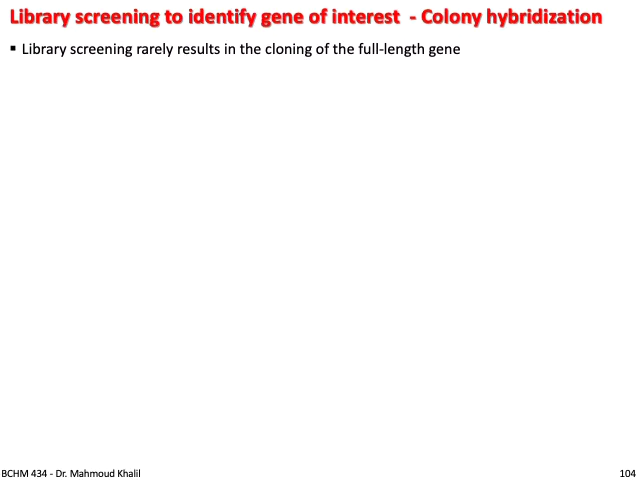 Library screening to identify gene of interest - Colony hybridization
▪ Library screening rarely results in the cloning of the full-length gene
BCHM 434 - Dr. Mahmoud Khalil
104